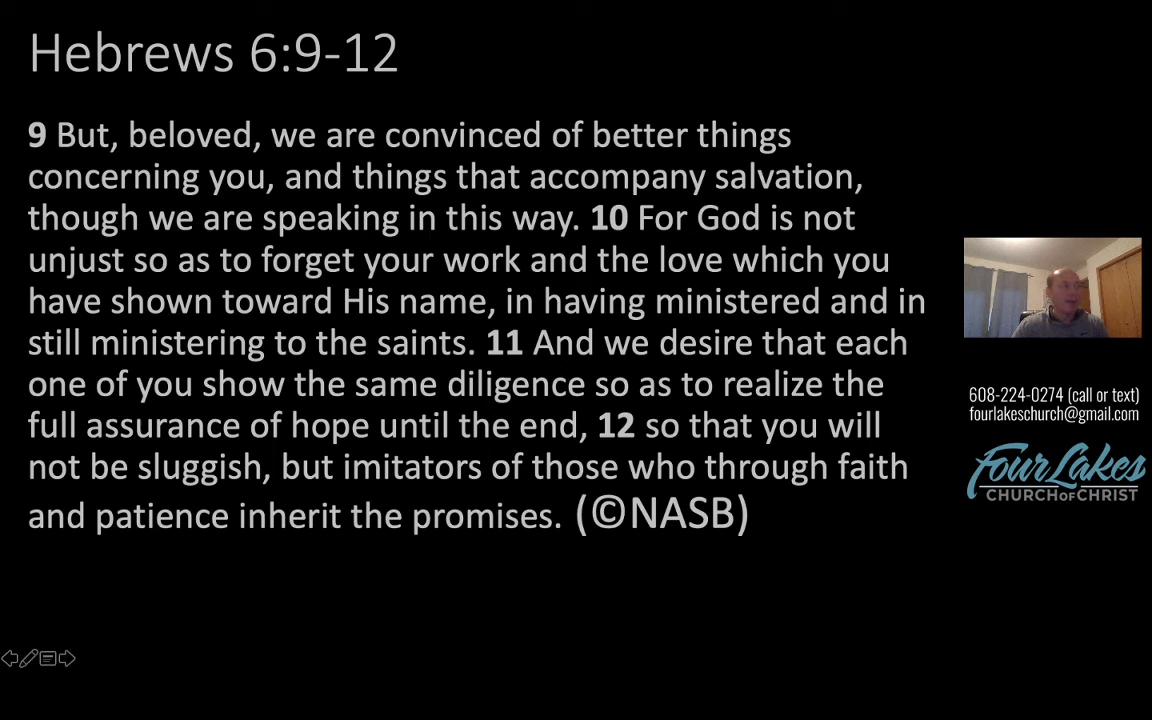 Hebrews 6:9-12
9 But, beloved, we are convinced of better things
concerning you, and things that accompany salvation,
though we are speaking in this way. 10 For God is not
unjust so as to forget your work and the love which you
have shown toward His name, in having ministered and in
still ministering to the saints. 11 And we desire that each
one of you show the same diligence so as to realize the
full assurance of hope until the end, 12 so that you will
not be sluggish, but imitators of those who through faith
and patience inherit the promises. (©NASB)
608-224-0274 (call or text)
fourlakeschurch@gmail.com
Four Lakes
CHURCH OF CHRIST